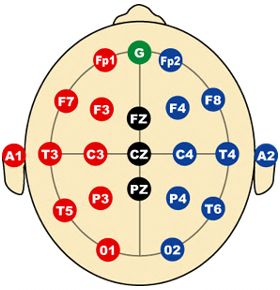 G
Fp1 Fp2
F7 F3 FZ F4 F8
A1 T3 C3 CZ C4 T4 A2
T5 P3 PZ P4 T6
01 02